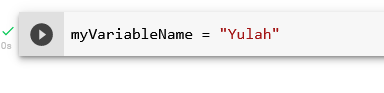 myVariableName = "Yulah"
0s